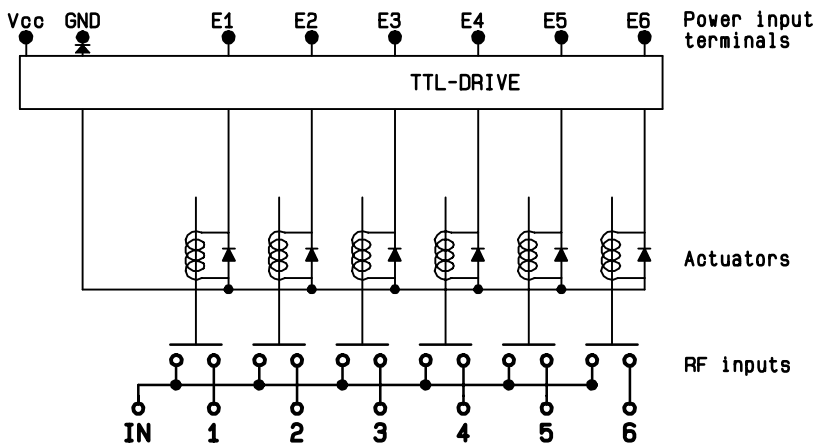 Vcc GND E1 E2 E3 E4 E5 E6 Power input
terminals
TTL-DRIVE
Actuators
RF inputs
IN 1 2 3 4 5 6